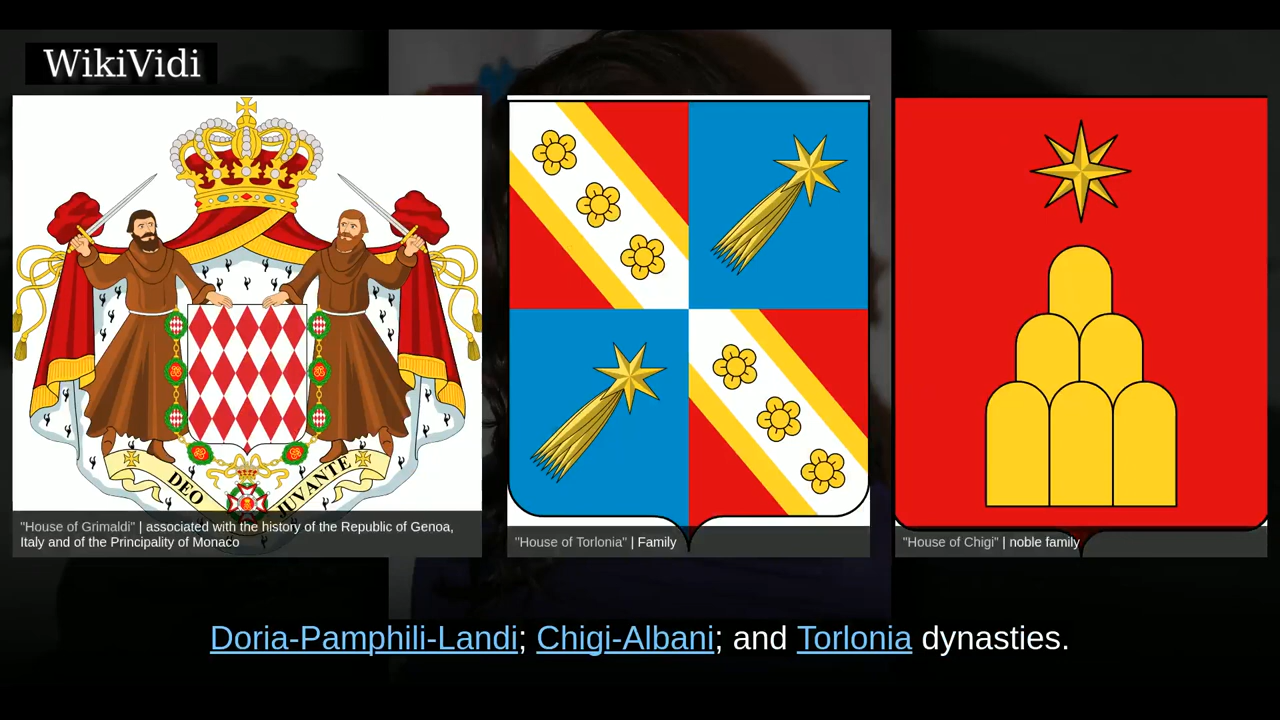 WikiVidi
DEO JUVANTE
"House of Grimaldi" | associated with the history of the Republic of Genoa,
Italy and of the Principality of Monaco
"House of Torlonia" | Family
"House of Chigi" | noble family
Doria-Pamphili-Landi; Chigi-Albani; and Torlonia dynasties.